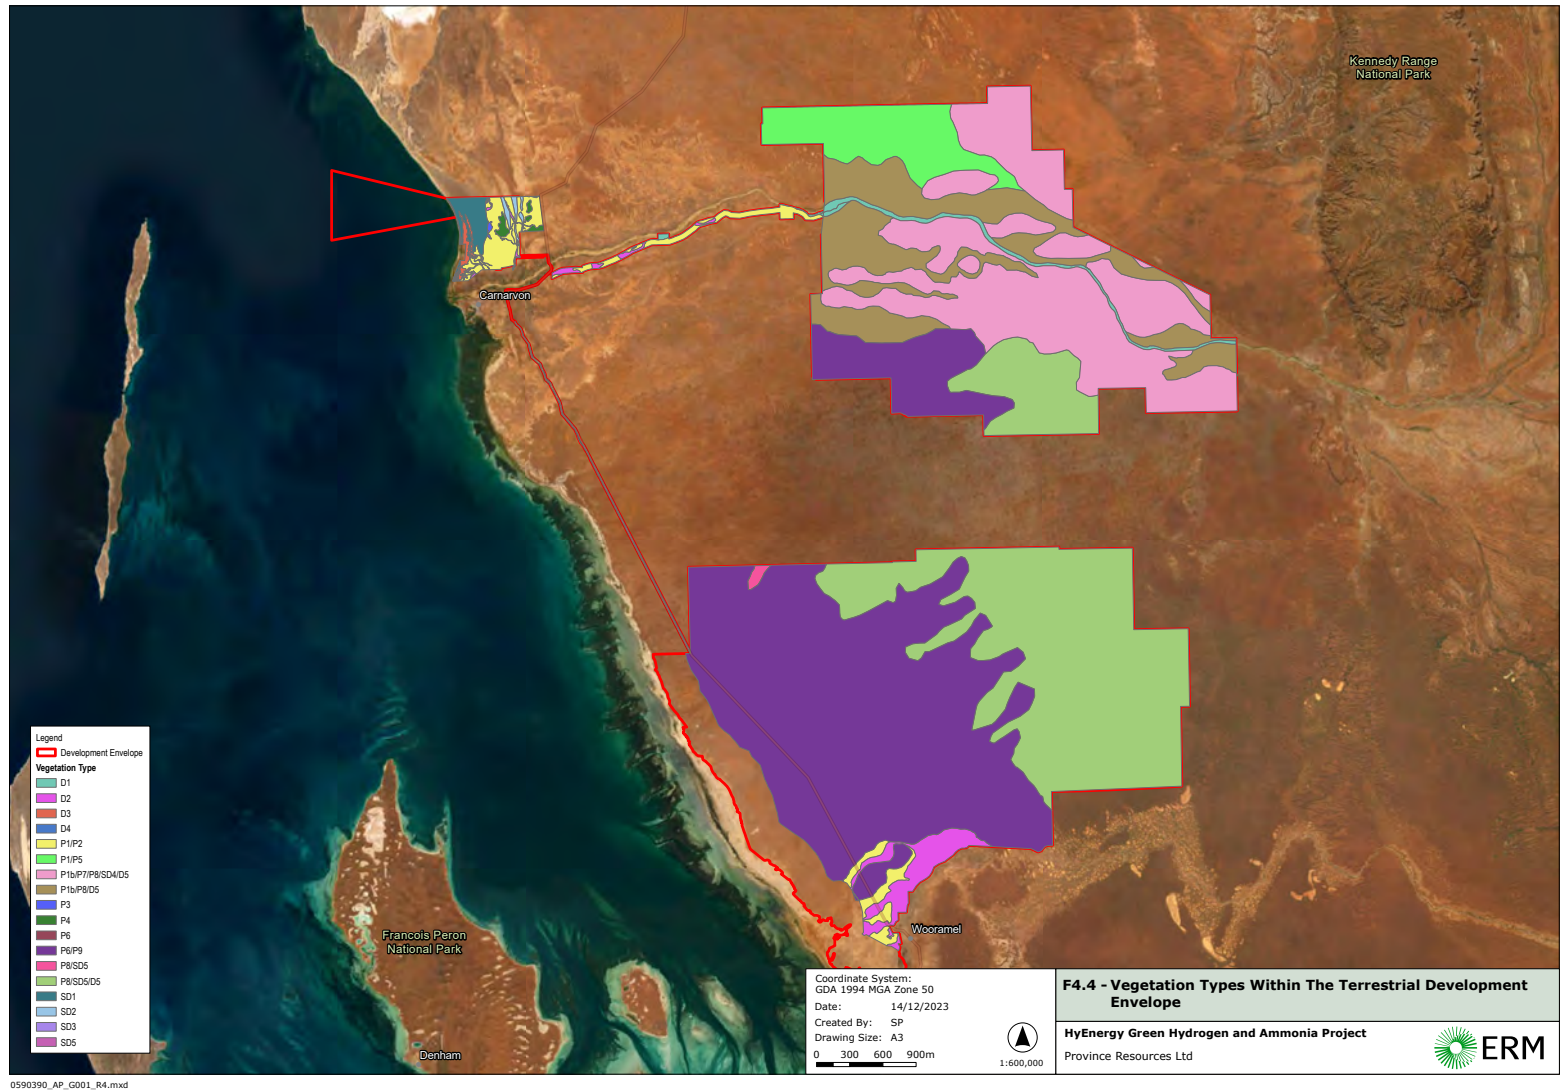 Kennedy Range
National Park
Carnarvon
Legend
Development Envelope
Vegetation Type
D1
D2
D3
D4
P1/P2
P1/P5
P1b/P7/P8/SD4/D5
P1b/P8/D5
P3
P4
P6
P6/P9
P8/SD5
P8/SD5/D5
SD1
SD2
SD3
SD5
Francois Peron
National Park
Wooramel
Denham
Coordinate System:
GDA 1994 MGA Zone 50
Date: 14/12/2023
Created By: SP
Drawing Size: A3
0 300 600 900m
1:600,000
F4.4 - Vegetation Types Within The Terrestrial Development
Envelope
HyEnergy Green Hydrogen and Ammonia Project
Province Resources Ltd
ERM
0590390_AP_G001_R4.mxd